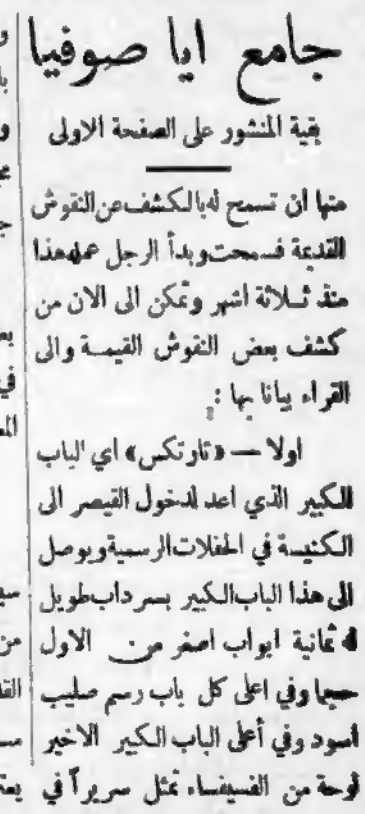 جامع ايا صوفيا
بقية المنشور على الصفحة الاولى
منها ان تسمح له بالكشف عن النقوش
القديمة فسمحت وبدأ الرجل عمله هذا
منذ ثلاثة اشهر وتمكن الى الان من
كشف بعض النقوش القيمة والى
القراء بيانا بها :
اولا — «تارتكس» اي الباب
الكبير الذي اعد لدخول القيصر الى
الكنيسة في الحفلات الرسمية ويوصل
الى هذا الباب الكبير بسرداب طويل
له ثمانية ابواب اصغر من الاول
حجما وفي اعلى كل باب رسم صليب
اسود وفي أعلى الباب الكبير الاخير
لوحة من الفسيفساء تمثل سريراً في